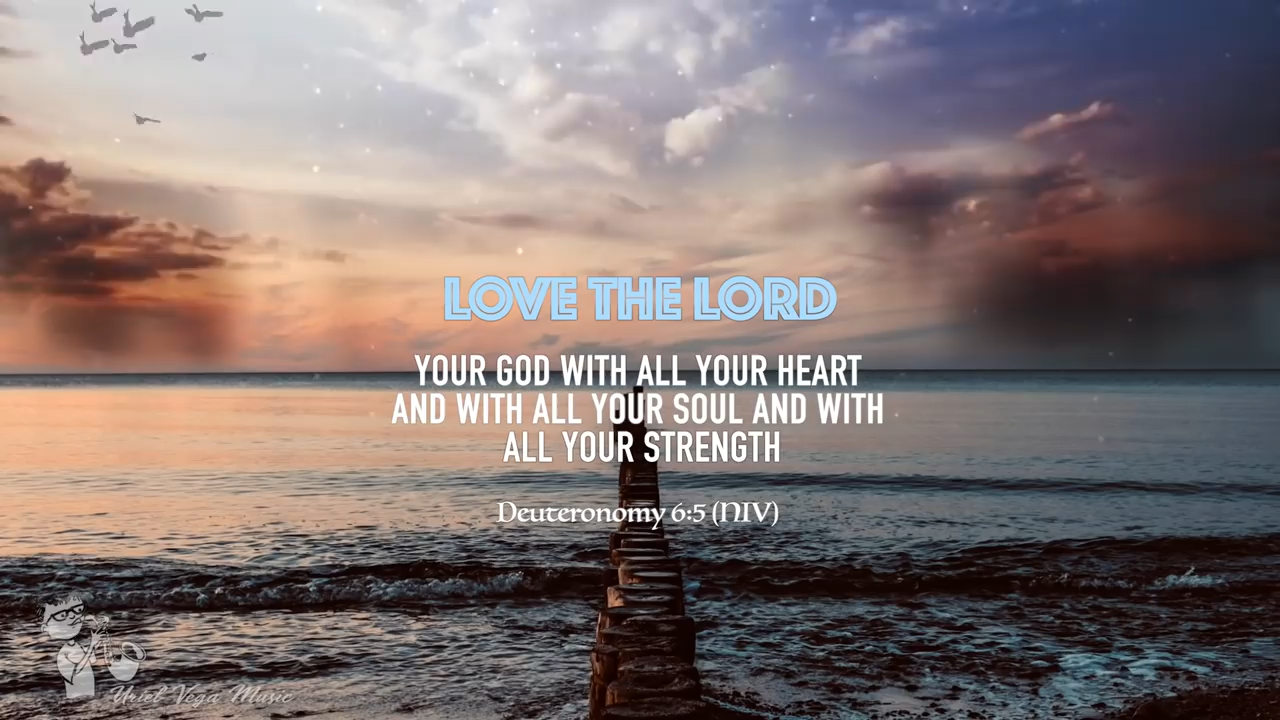 LOVE THE LORD
YOUR GOD WITH ALL YOUR HEART
AND WITH ALL YOUR SOUL AND WITH
ALL YOUR STRENGTH
Deuteronomy 6:5 (NIV)
Uriel Vega Music